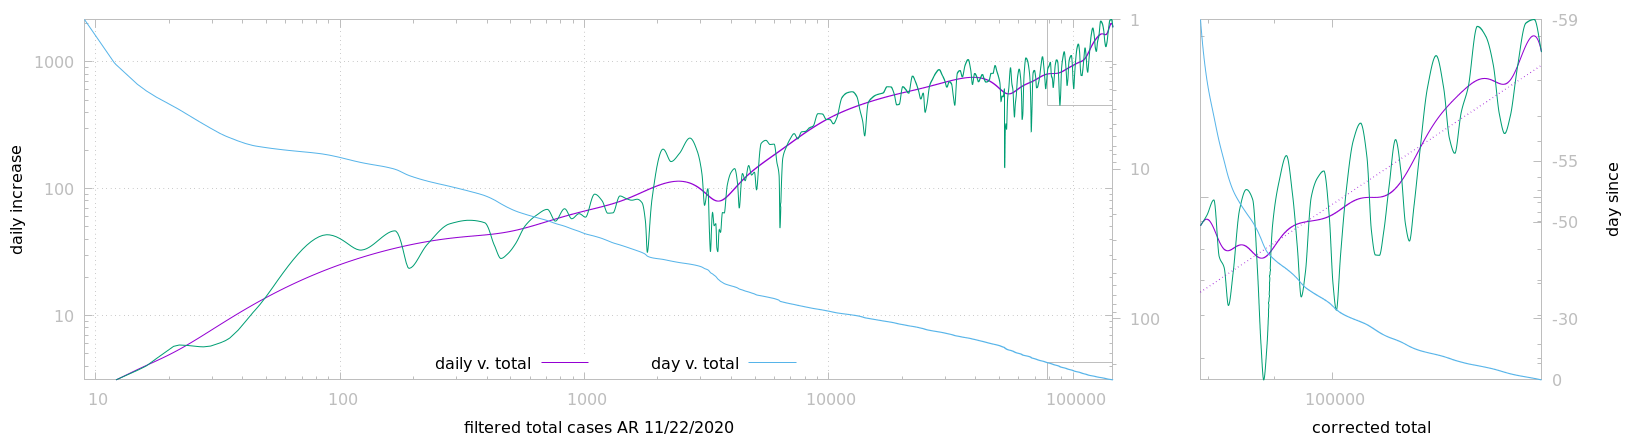 1000
100
10
daily increase
daily v. total
day v. total
10
100
1000
10000
100000
filtered total cases AR 11/22/2020
1
10
100
-59
-55
-50
-30
0
day since
100000
corrected total